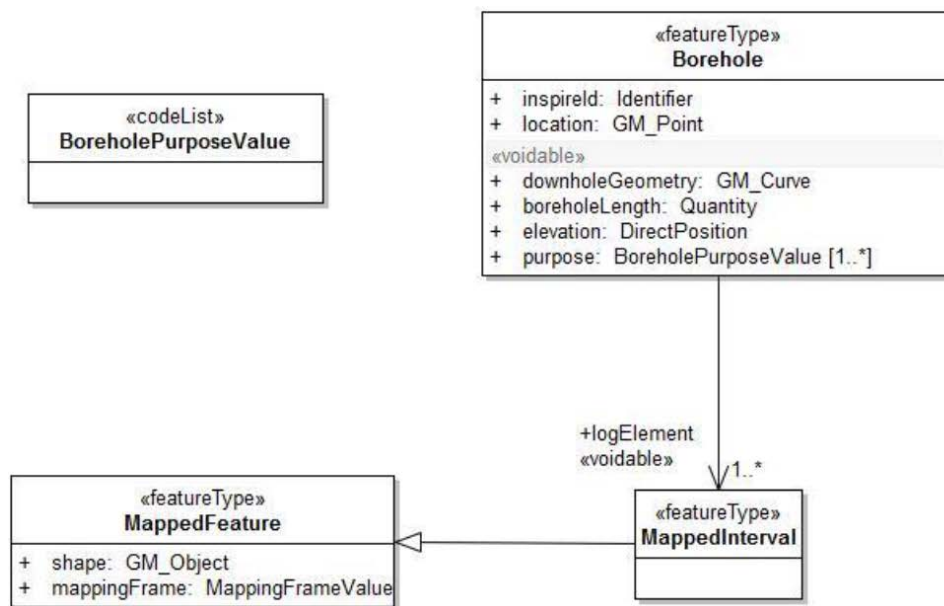 «featureType»
Borehole
+ inspireId: Identifier
+ location: GM_Point
«voidable»
+ downholeGeometry: GM_Curve
+ boreholeLength: Quantity
+ elevation: DirectPosition
+ purpose: BoreholePurposeValue [1..*]
«codeList»
BoreholePurposeValue
+logElement
«voidable»
1..*
«featureType»
MappedFeature
+ shape: GM_Object
+ mappingFrame: MappingFrameValue
«featureType»
MappedInterval